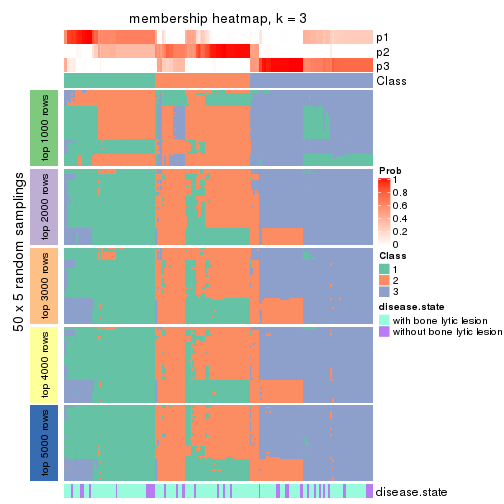 membership heatmap, k = 3
p1
p2
p3
Class
50 x 5 random samplings
top 1000 rows
top 2000 rows
top 3000 rows
top 4000 rows
top 5000 rows
Prob
1
0.8
0.6
0.4
0.2
0
Class
1
2
3
disease.state
with bone lytic lesion
without bone lytic lesion
disease.state